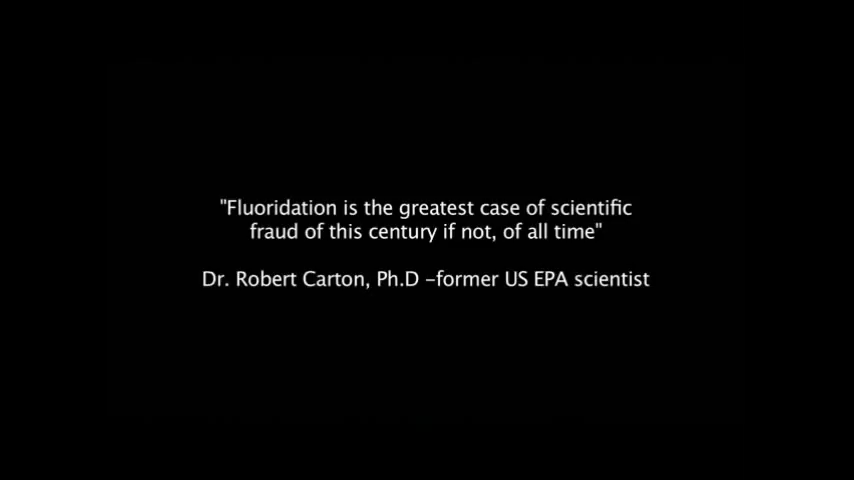 "Fluoridation is the greatest case of scientific
fraud of this century if not, of all time"
Dr. Robert Carton, Ph.D –former US EPA scientist